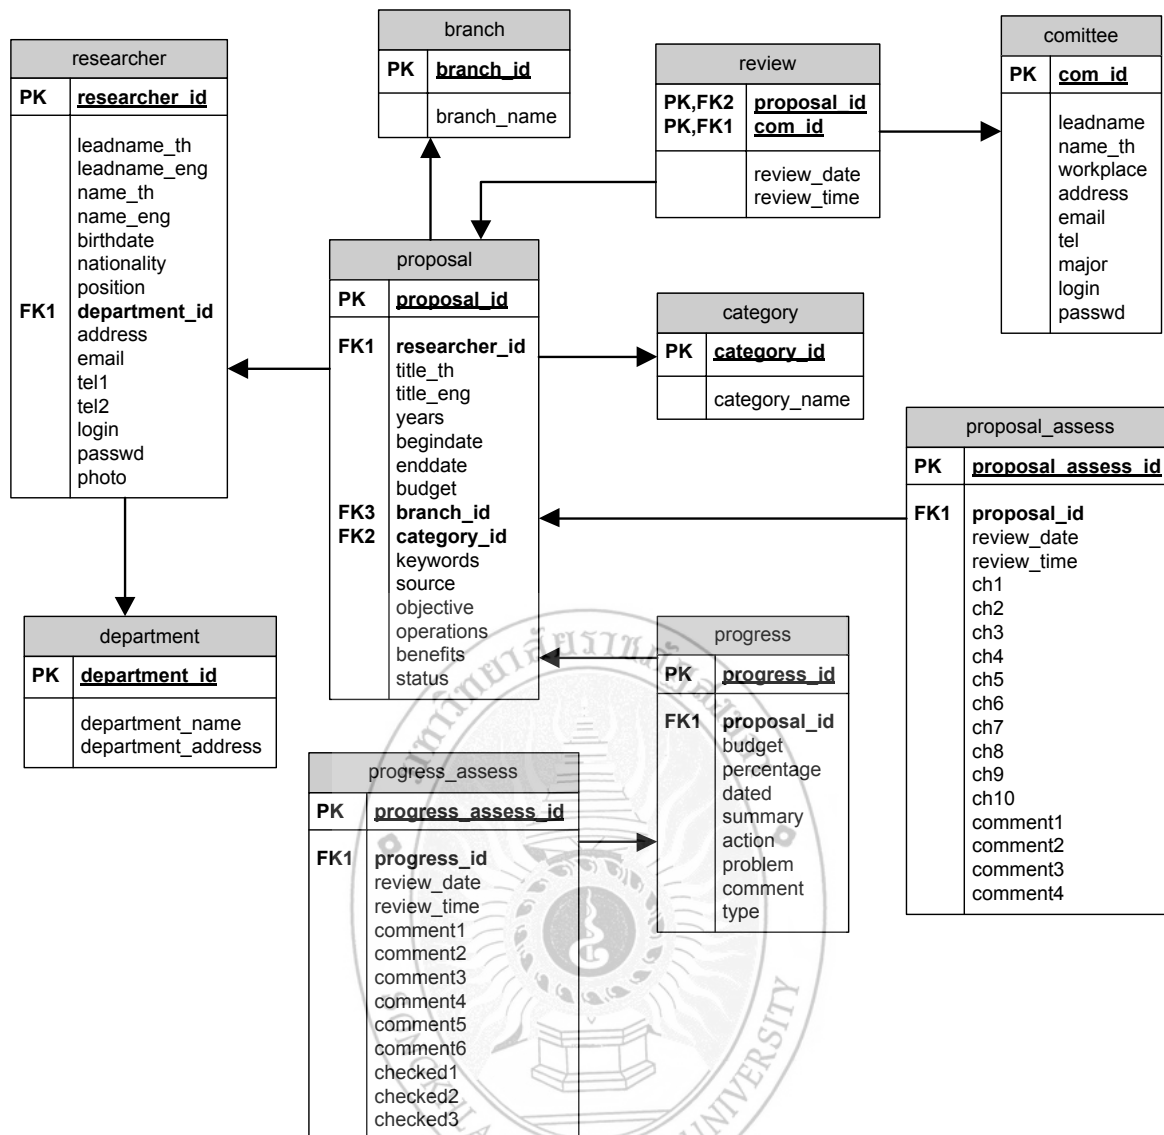 researcher
PK researcher_id
leadname_th
leadname_eng
name_th
name_eng
birthdate
nationality
position
FK1 department_id
address
email
tel1
tel2
login
passwd
photo
branch
PK branch_id
branch_name
review
PK,FK2 proposal_id
PK,FK1 com_id
review_date
review_time
comittee
PK com_id
leadname
name_th
workplace
address
email
tel
major
login
passwd
proposal
PK proposal_id
FK1 researcher_id
title_th
title_eng
years
begindate
enddate
budget
FK3 branch_id
FK2 category_id
keywords
source
objective
operations
benefits
status
category
PK category_id
category_name
proposal_assess
PK proposal_assess_id
FK1 proposal_id
review_date
review_time
ch1
ch2
ch3
ch4
ch5
ch6
ch7
ch8
ch9
ch10
comment1
comment2
comment3
comment4
department
PK department_id
department_name
department_address
progress
PK progress_id
FK1 proposal_id
budget
percentage
dated
summary
action
problem
comment
type
progress_assess
PK progress_assess_id
FK1 progress_id
review_date
review_time
comment1
comment2
comment3
comment4
comment5
comment6
checked1
checked2
checked3
UNIVERSITY